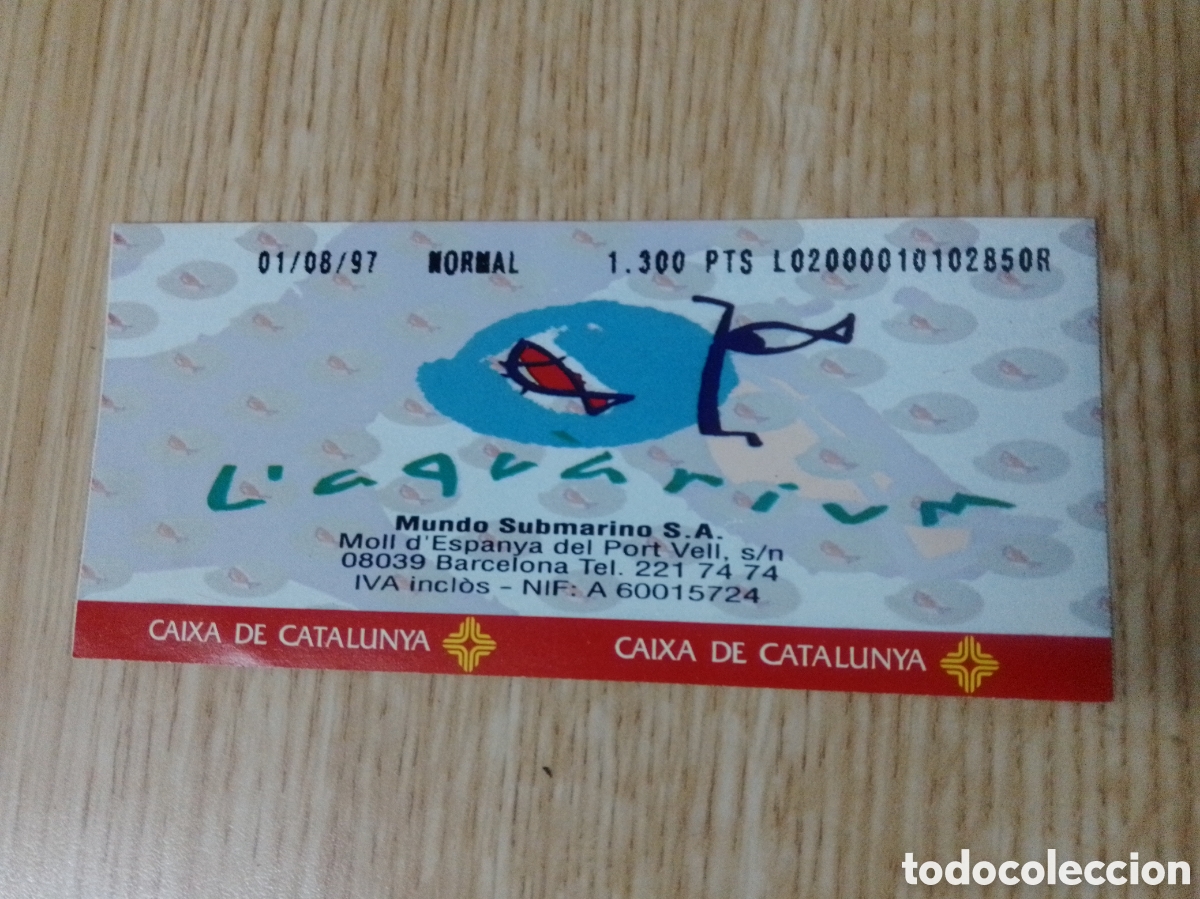 01/08/97 NORMAL 1.300 PTS L02000010102850R
L'aquàrium
Mundo Submarino S.A.
Moll d'Espanya del Port Vell, s/n
08039 Barcelona Tel. 221 74 74
IVA inclòs - NIF: A 60015724
CAIXA DE CATALUNYA CAIXA DE CATALUNYA
todocoleccion